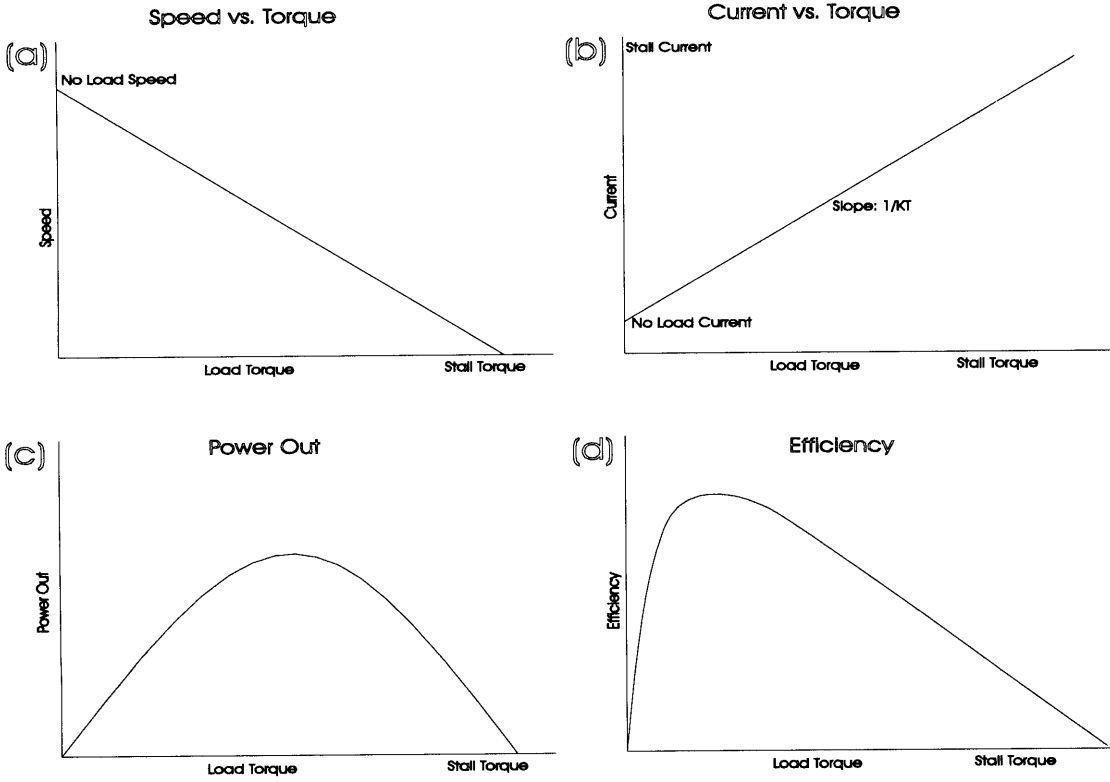 Speed vs. Torque
(a)
No Load Speed
Speed
Load Torque
Stall Torque
Current vs. Torque
(b)
Stall Current
Current
Slope: 1/KT
No Load Current
Load Torque
Stall Torque
Power Out
(c)
Power Out
Load Torque
Stall Torque
Efficiency
(d)
Efficiency
Load Torque
Stall Torque